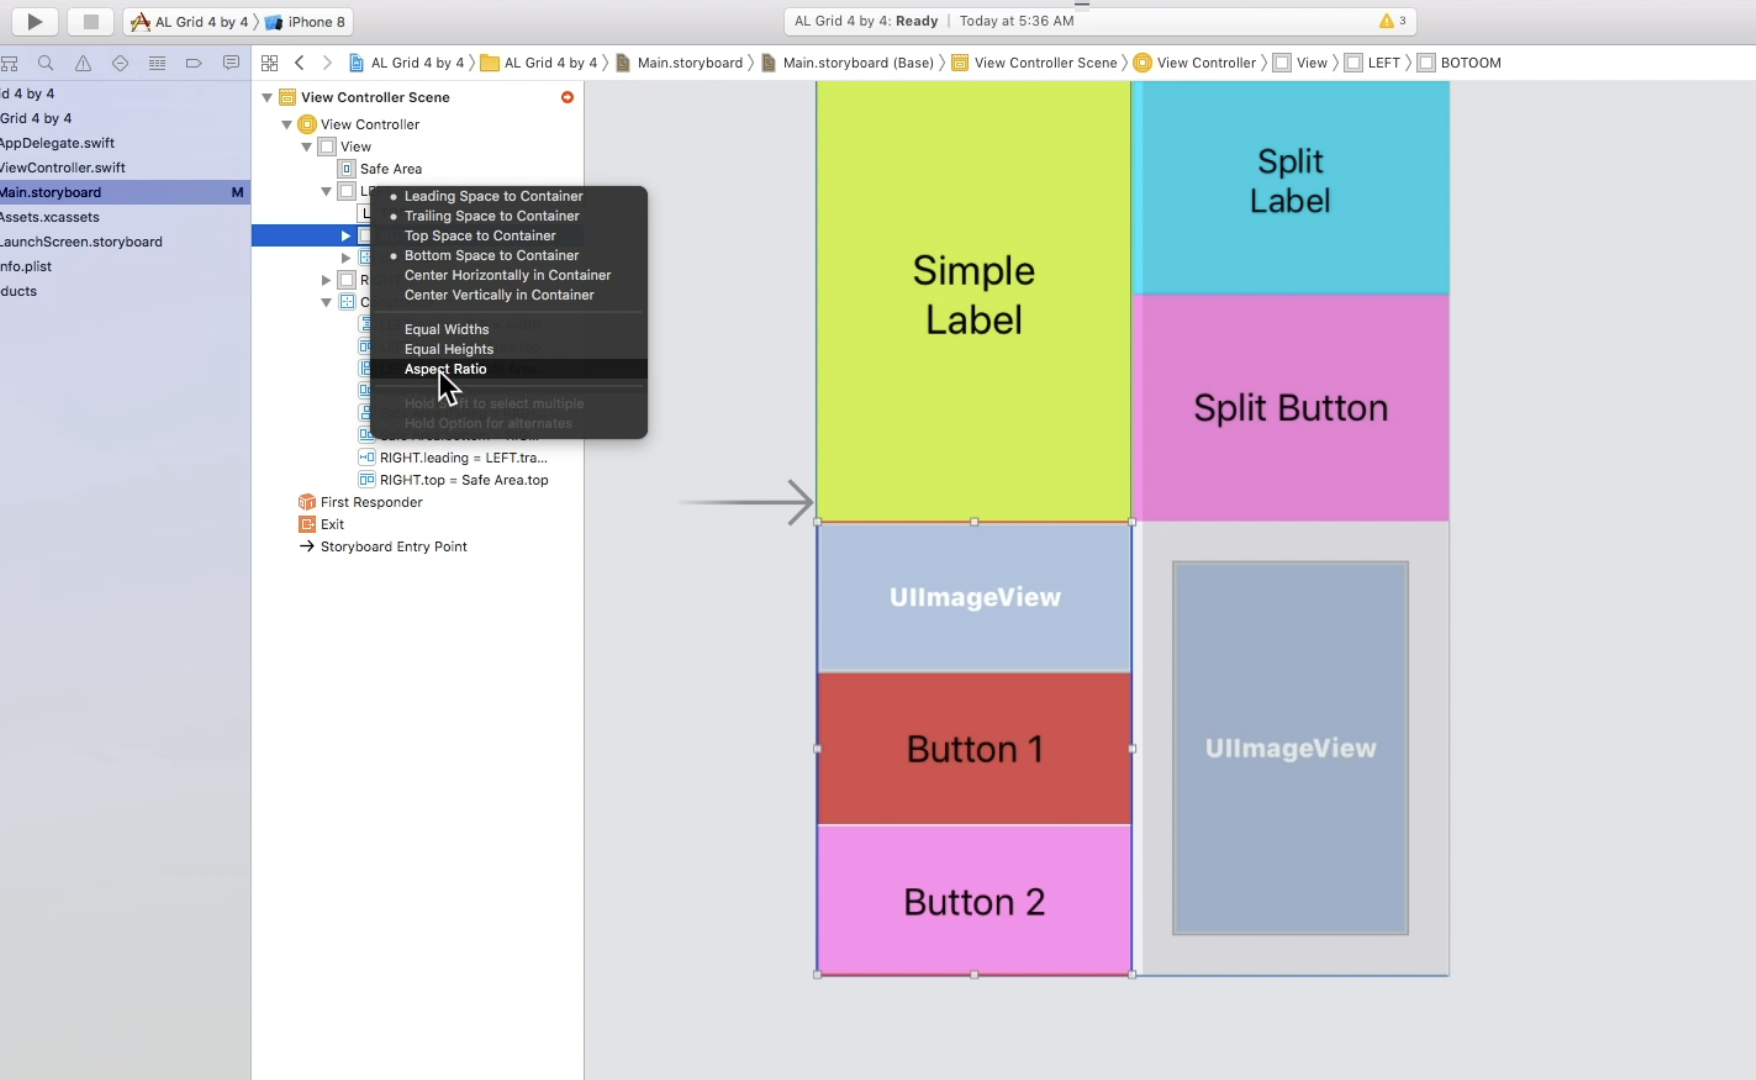 AL Grid 4 by 4 iPhone 8
AL Grid 4 by 4: Ready | Today at 5:36 AM 3
AL Grid 4 by 4 AL Grid 4 by 4 Main.storyboard Main.storyboard (Base) View Controller Scene View Controller View LEFT BOTOOM
id 4 by 4
Grid 4 by 4
AppDelegate.swift
ViewController.swift
Main.storyboard M
Assets.xcassets
LaunchScreen.storyboard
nfo.plist
ducts
View Controller Scene
View Controller
View
Safe Area
LE
L
R
C
Leading Space to Container
Trailing Space to Container
Top Space to Container
Bottom Space to Container
Center Horizontally in Container
Center Vertically in Container
Equal Widths
Equal Heights
Aspect Ratio
Hold Shift to select multiple
Hold Option for alternates
RIGHT.leading = LEFT.tra...
RIGHT.top = Safe Area.top
First Responder
Exit
Storyboard Entry Point
Simple
Label
Split
Label
Split Button
UIImageView
Button 1
Button 2
UIImageView